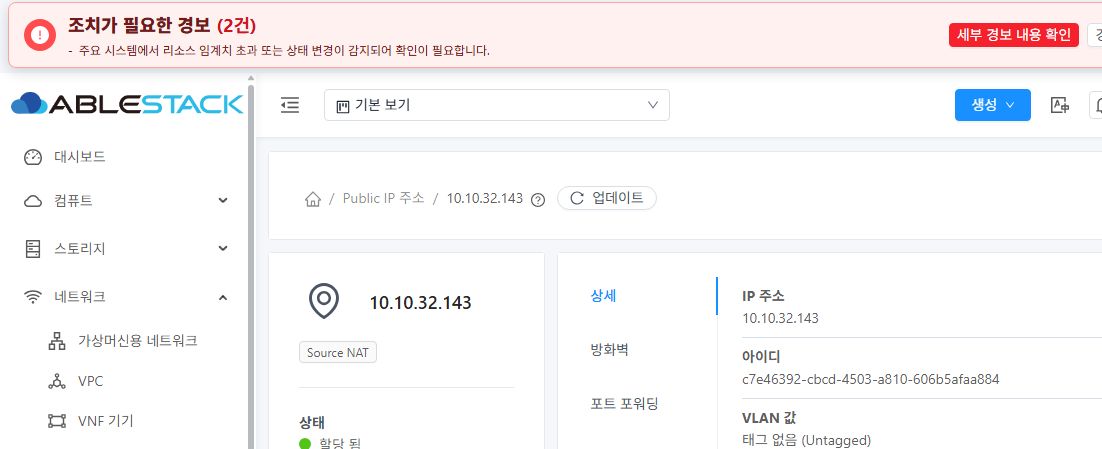 조치가 필요한 경보 (2건)
- 주요 시스템에서 리소스 임계치 초과 또는 상태 변경이 감지되어 확인이 필요합니다.
세부 경보 내용 확인
ABLESTACK
기본 보기
생성
대시보드
컴퓨트
스토리지
네트워크
가상머신용 네트워크
VPC
VNF 기기
/ Public IP 주소 / 10.10.32.143
업데이트
10.10.32.143
Source NAT
상태
할당 됨
상세
방화벽
포트 포워딩
IP 주소
10.10.32.143
아이디
c7e46392-cbcd-4503-a810-606b5afaa884
VLAN 값
태그 없음 (Untagged)